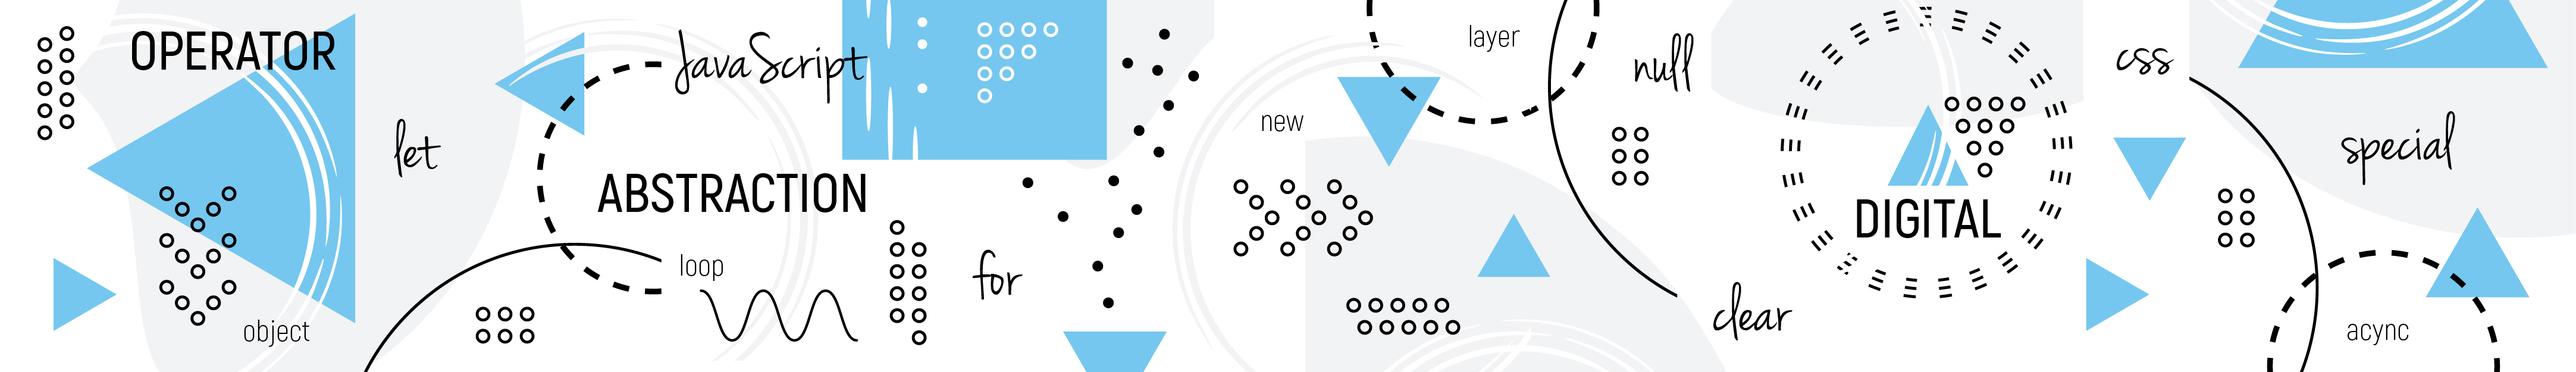 OPERATOR
let
object
JavaScript
ABSTRACTION
loop
for
new
layer
null
clear
DIGITAL
css
special
acync